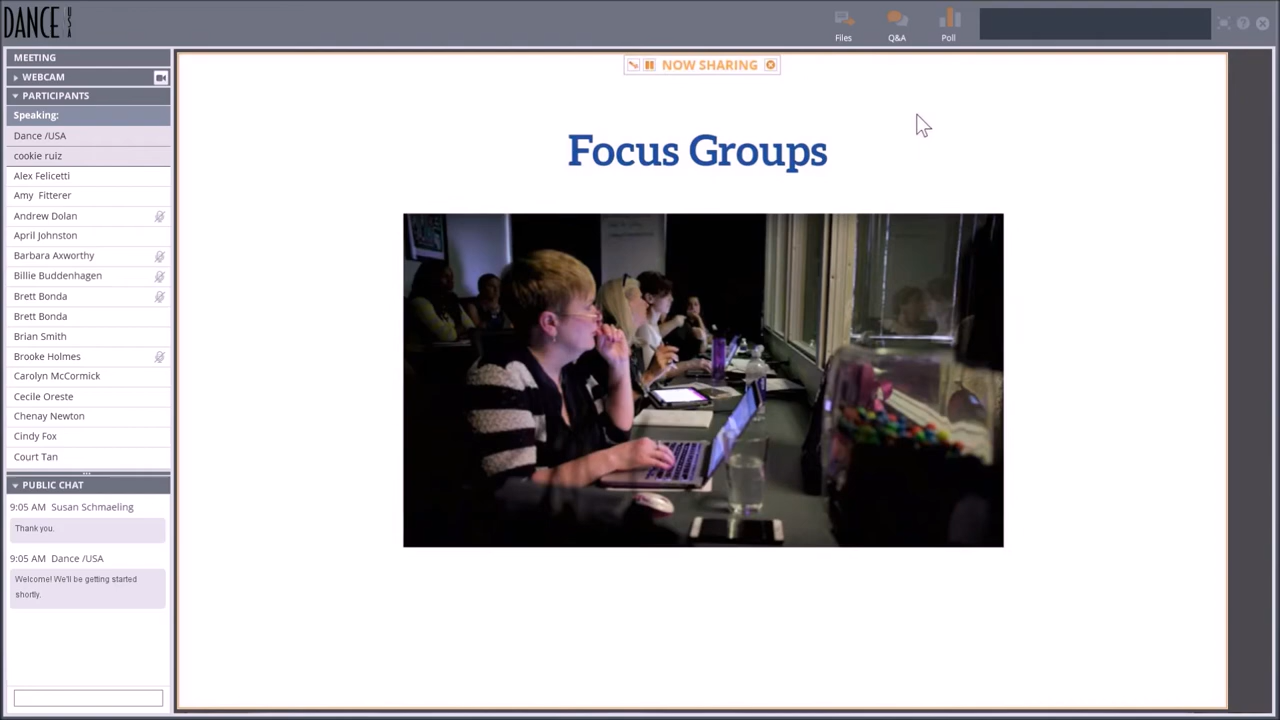 DANCE USA
Files
Q&A
Poll
MEETING
WEBCAM
PARTICIPANTS
Speaking:
Dance /USA
cookie ruiz
Alex Felicetti
Amy Fitterer
Andrew Dolan
April Johnston
Barbara Axworthy
Billie Buddenhagen
Brett Bonda
Brett Bonda
Brian Smith
Brooke Holmes
Carolyn McCormick
Cecile Oreste
Chenay Newton
Cindy Fox
Court Tan
PUBLIC CHAT
9:05 AM Susan Schmaeling
Thank you.
9:05 AM Dance /USA
Welcome! We'll be getting started
shortly.
NOW SHARING
Focus Groups